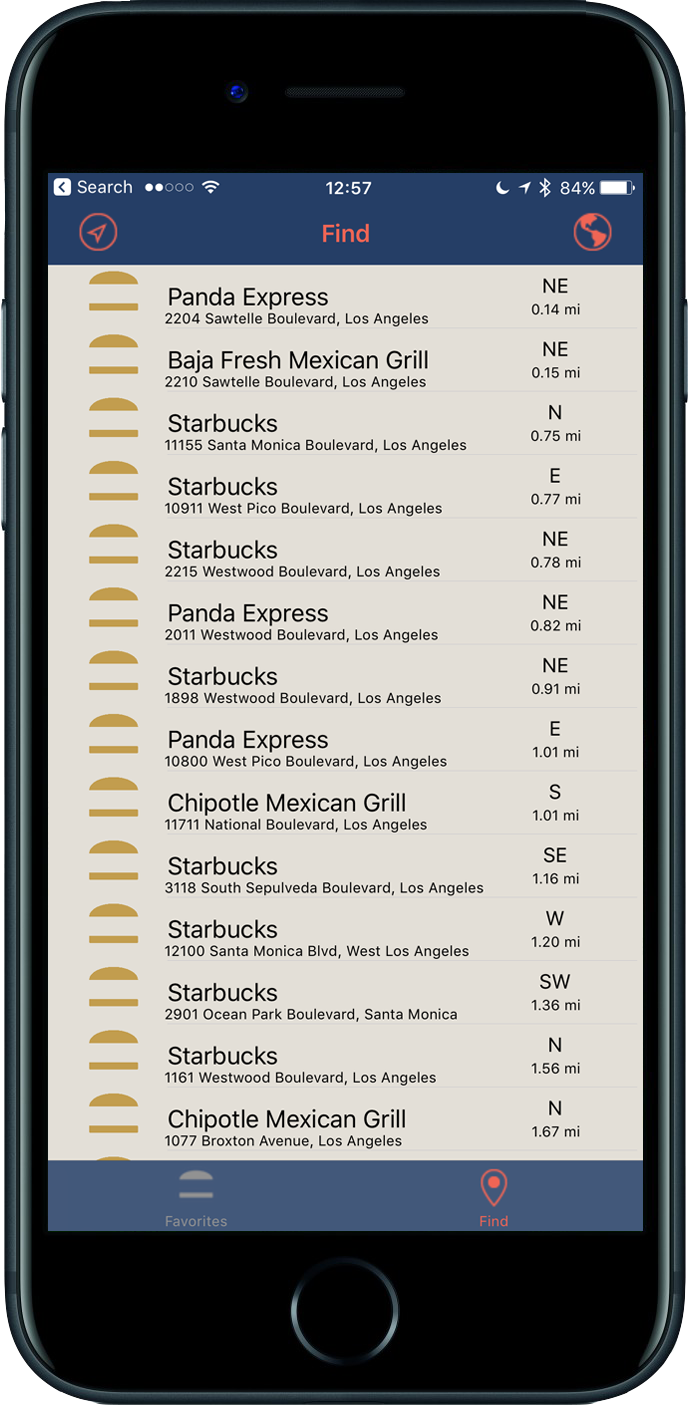 Search 12:57 84%
Find
Panda Express NE
2204 Sawtelle Boulevard, Los Angeles 0.14 mi
Baja Fresh Mexican Grill NE
2210 Sawtelle Boulevard, Los Angeles 0.15 mi
Starbucks N
11155 Santa Monica Boulevard, Los Angeles 0.75 mi
Starbucks E
10911 West Pico Boulevard, Los Angeles 0.77 mi
Starbucks NE
2215 Westwood Boulevard, Los Angeles 0.78 mi
Panda Express NE
2011 Westwood Boulevard, Los Angeles 0.82 mi
Starbucks NE
1898 Westwood Boulevard, Los Angeles 0.91 mi
Panda Express E
10800 West Pico Boulevard, Los Angeles 1.01 mi
Chipotle Mexican Grill S
11711 National Boulevard, Los Angeles 1.01 mi
Starbucks SE
3118 South Sepulveda Boulevard, Los Angeles 1.16 mi
Starbucks W
12100 Santa Monica Blvd, West Los Angeles 1.20 mi
Starbucks SW
2901 Ocean Park Boulevard, Santa Monica 1.36 mi
Starbucks N
1161 Westwood Boulevard, Los Angeles 1.56 mi
Chipotle Mexican Grill N
1077 Broxton Avenue, Los Angeles 1.67 mi
Favorites Find